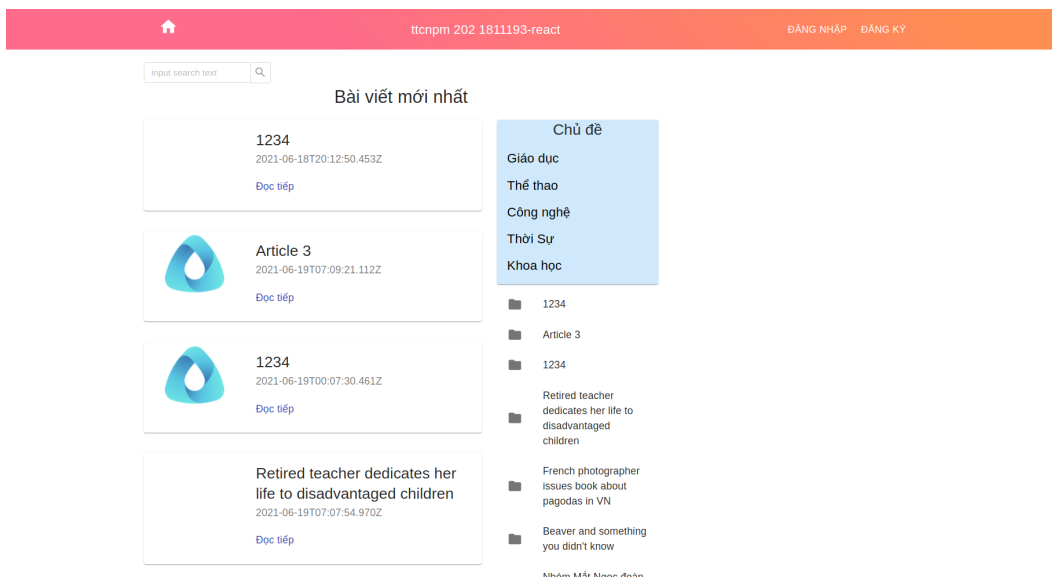 ttcnpm 202 1811193-react
ĐĂNG NHẬP
ĐĂNG KÝ
input search text
Bài viết mới nhất
1234
2021-06-18T20:12:50.453Z
Đọc tiếp
Article 3
2021-06-19T07:09:21.112Z
Đọc tiếp
1234
2021-06-19T00:07:30.461Z
Đọc tiếp
Retired teacher dedicates her
life to disadvantaged children
2021-06-19T07:07:54.970Z
Đọc tiếp
Chủ đề
Giáo dục
Thể thao
Công nghệ
Thời Sự
Khoa học
1234
Article 3
1234
Retired teacher
dedicates her life to
disadvantaged
children
French photographer
issues book about
pagodas in VN
Beaver and something
you didn't know
Nhóm Mắt Ngọc đoàn